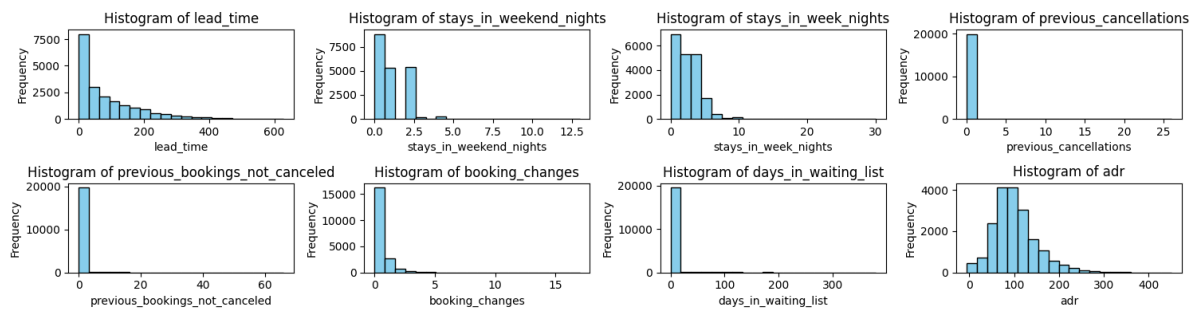 Histogram of lead_time
Frequency
7500
5000
2500
0
0 200 400 600
lead_time
Histogram of stays_in_weekend_nights
Frequency
7500
5000
2500
0
0.0 2.5 5.0 7.5 10.0 12.5
stays_in_weekend_nights
Histogram of stays_in_week_nights
Frequency
6000
4000
2000
0
0 10 20 30
stays_in_week_nights
Histogram of previous_cancellations
Frequency
20000
10000
0
0 5 10 15 20 25
previous_cancellations
Histogram of previous_bookings_not_canceled
Frequency
20000
10000
0
0 20 40 60
previous_bookings_not_canceled
Histogram of booking_changes
Frequency
15000
10000
5000
0
0 5 10 15
booking_changes
Histogram of days_in_waiting_list
Frequency
20000
10000
0
0 100 200 300
days_in_waiting_list
Histogram of adr
Frequency
4000
2000
0
0 100 200 300 400
adr